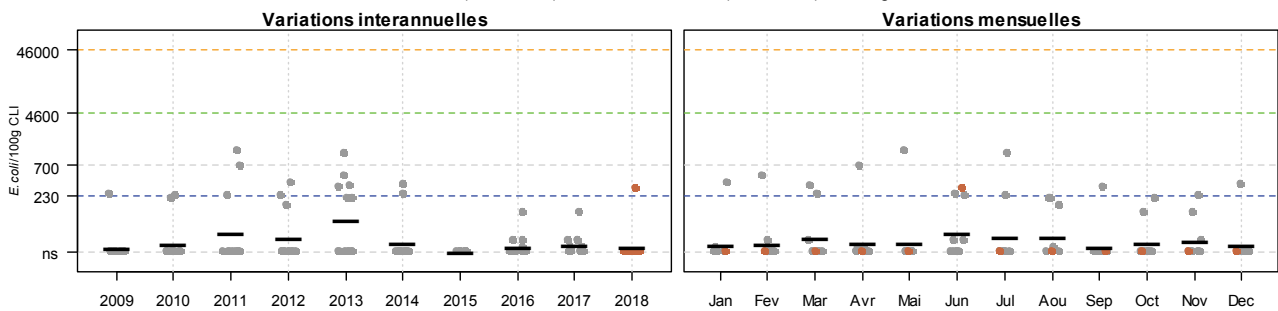 Variations interannuelles
Variations mensuelles
E.coli/100g CLI
46000
4600
700
230
ns
2009 2010 2011 2012 2013 2014 2015 2016 2017 2018
Jan Fev Mar Avr Mai Jun Jul Aou Sep Oct Nov Dec